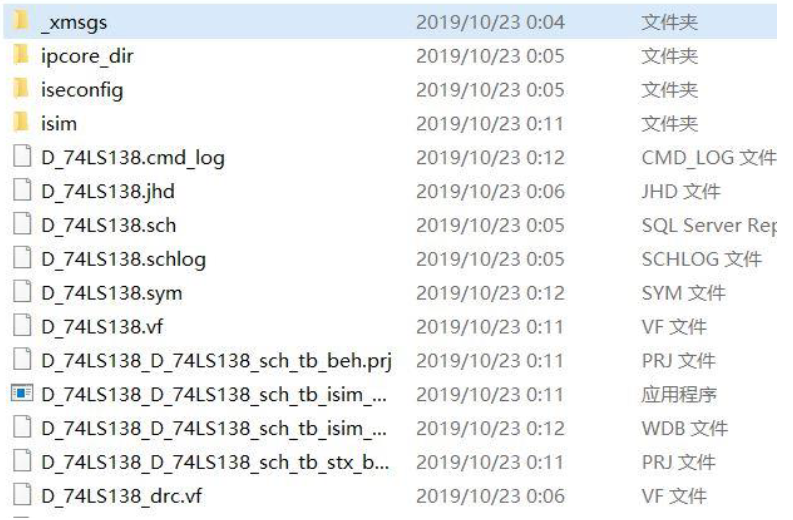 _xmsgs 2019/10/23 0:04 文件夹
ipcore_dir 2019/10/23 0:05 文件夹
iseconfig 2019/10/23 0:05 文件夹
isim 2019/10/23 0:11 文件夹
D_74LS138.cmd_log 2019/10/23 0:12 CMD_LOG 文件
D_74LS138.jhd 2019/10/23 0:06 JHD 文件
D_74LS138.sch 2019/10/23 0:05 SQL Server Rep
D_74LS138.schlog 2019/10/23 0:05 SCHLOG 文件
D_74LS138.sym 2019/10/23 0:12 SYM 文件
D_74LS138.vf 2019/10/23 0:11 VF 文件
D_74LS138_D_74LS138_sch_tb_beh.prj 2019/10/23 0:11 PRJ 文件
D_74LS138_D_74LS138_sch_tb_isim_... 2019/10/23 0:11 应用程序
D_74LS138_D_74LS138_sch_tb_isim_... 2019/10/23 0:12 WDB 文件
D_74LS138_D_74LS138_sch_tb_stx_b... 2019/10/23 0:11 PRJ 文件
D_74LS138_drc.vf 2019/10/23 0:06 VF 文件